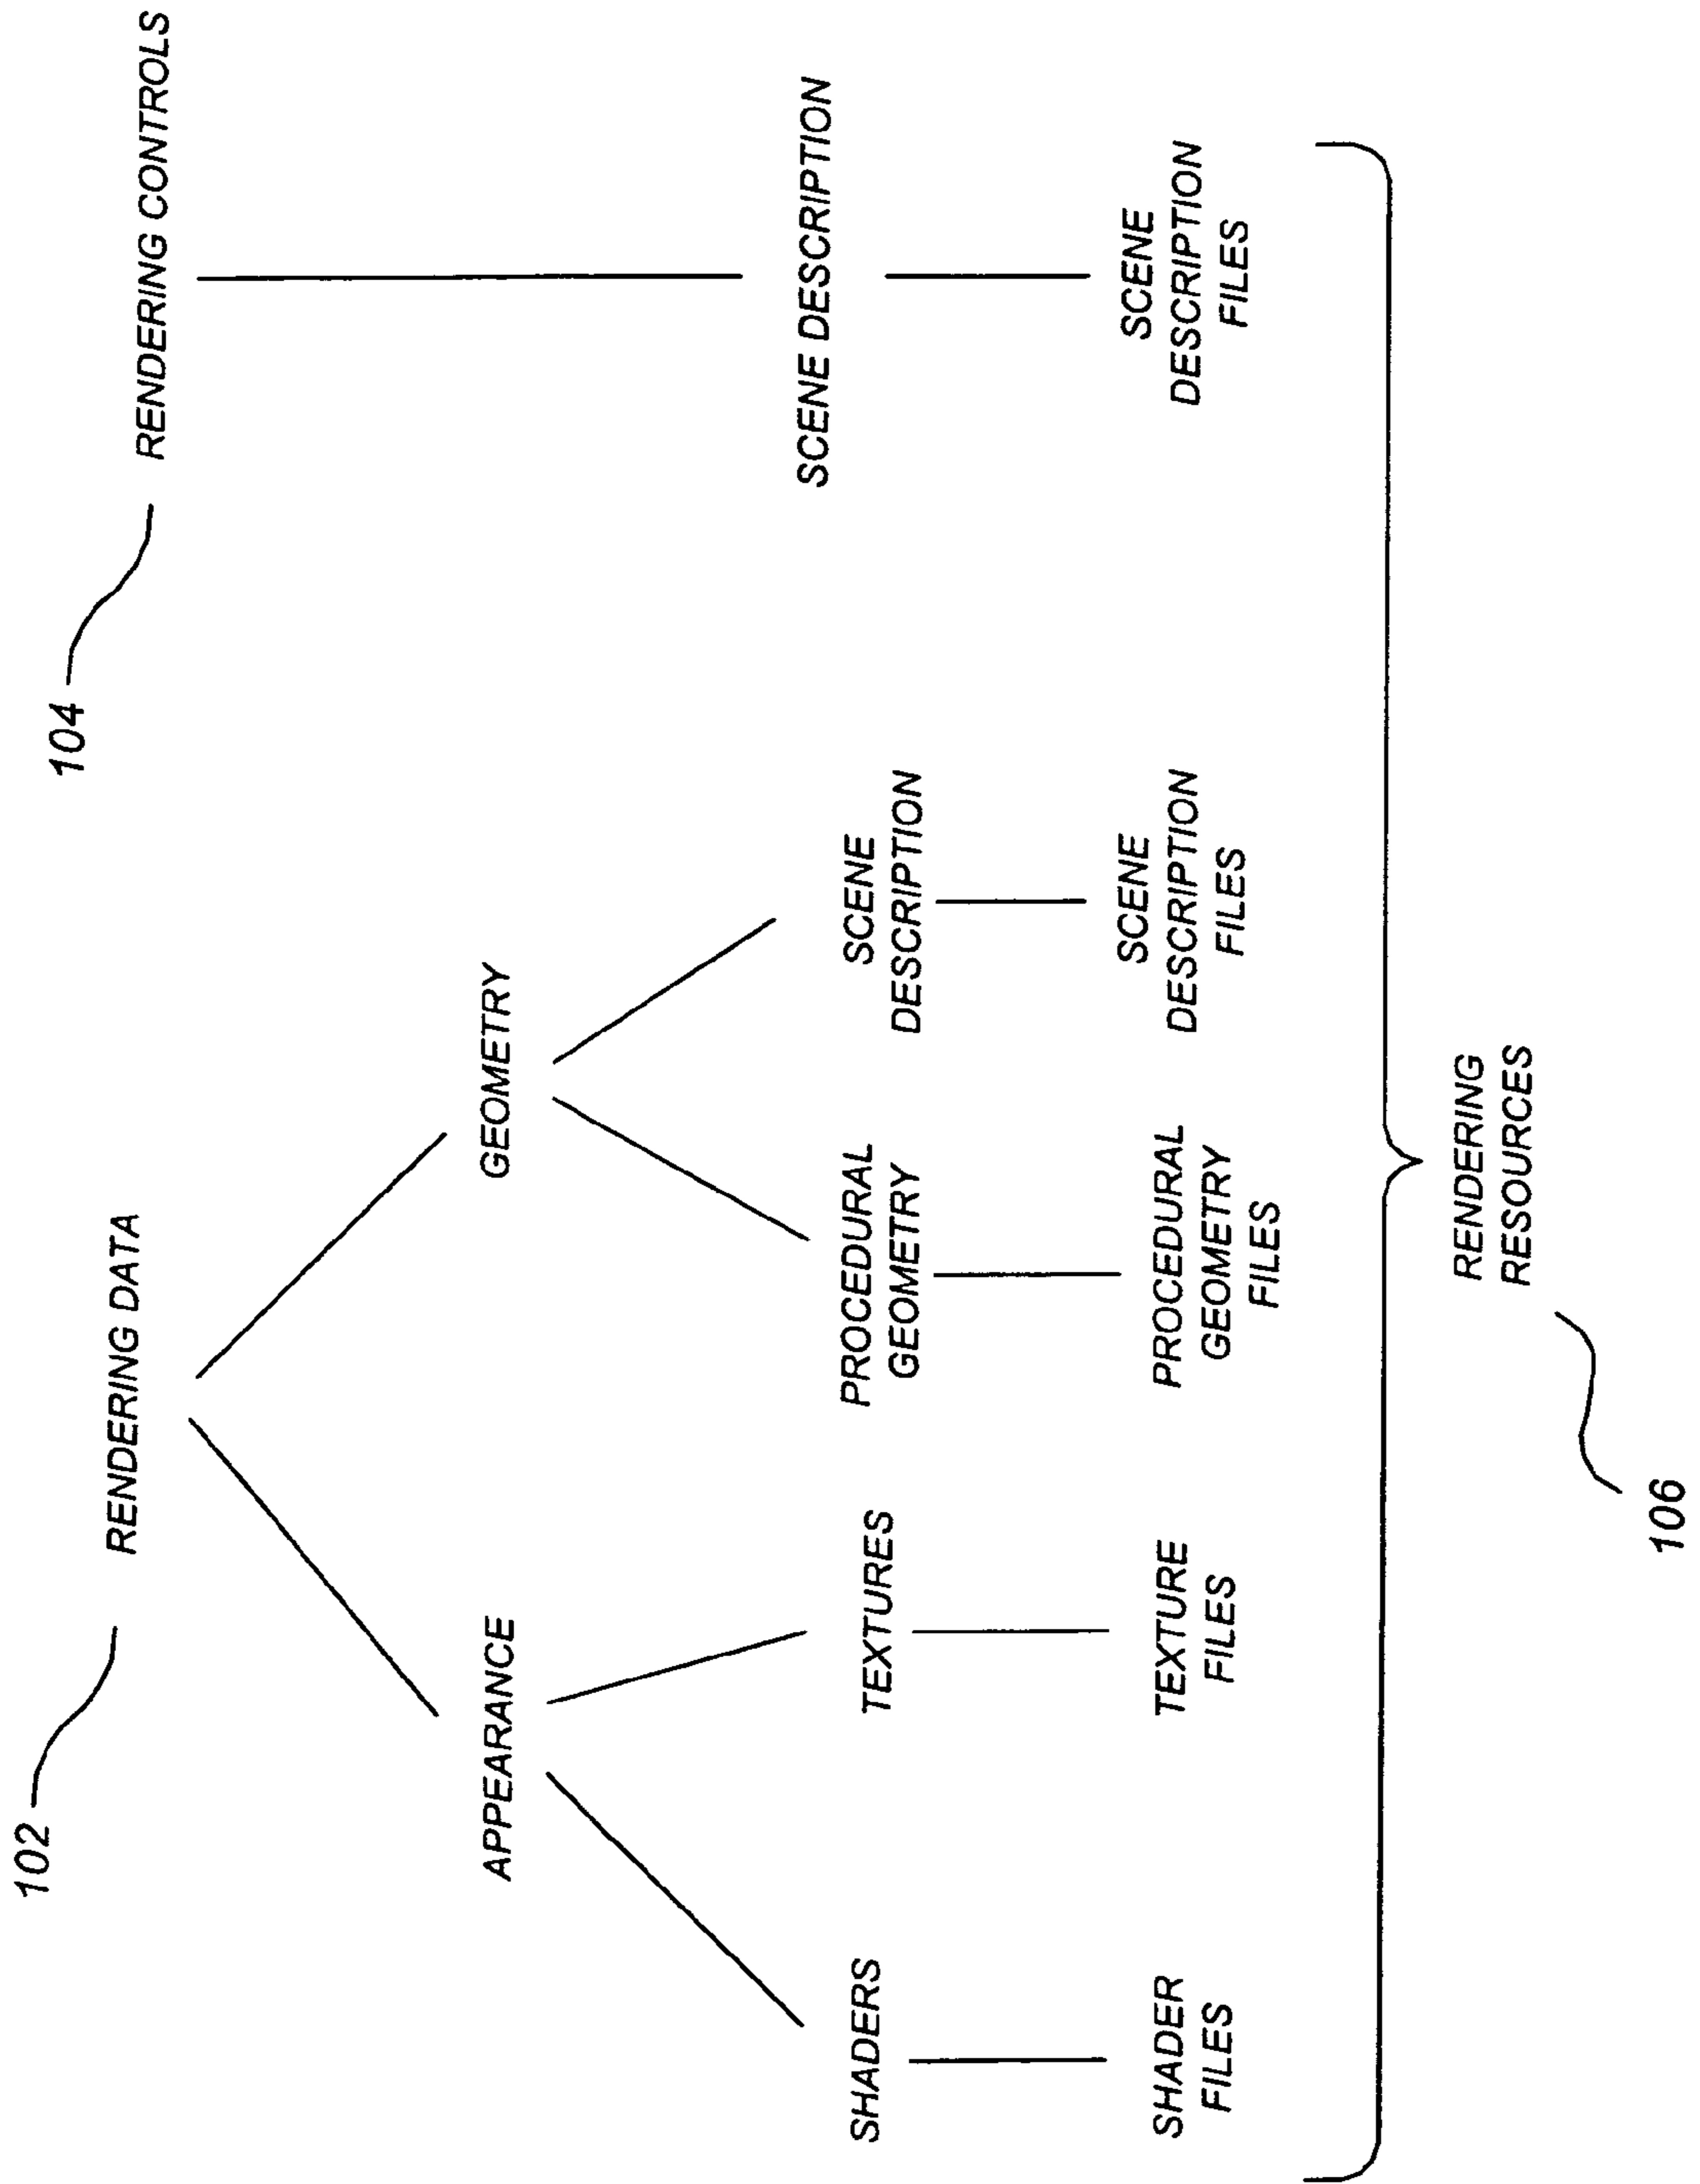 102
RENDERING DATA
104
RENDERING CONTROLS
APPEARANCE
GEOMETRY
SHADERS
TEXTURES
PROCEDURAL
GEOMETRY
SCENE
DESCRIPTION
SCENE DESCRIPTION
SHADER
FILES
TEXTURE
FILES
PROCEDURAL
GEOMETRY
FILES
SCENE
DESCRIPTION
FILES
SCENE
DESCRIPTION
FILES
RENDERING
RESOURCES
106